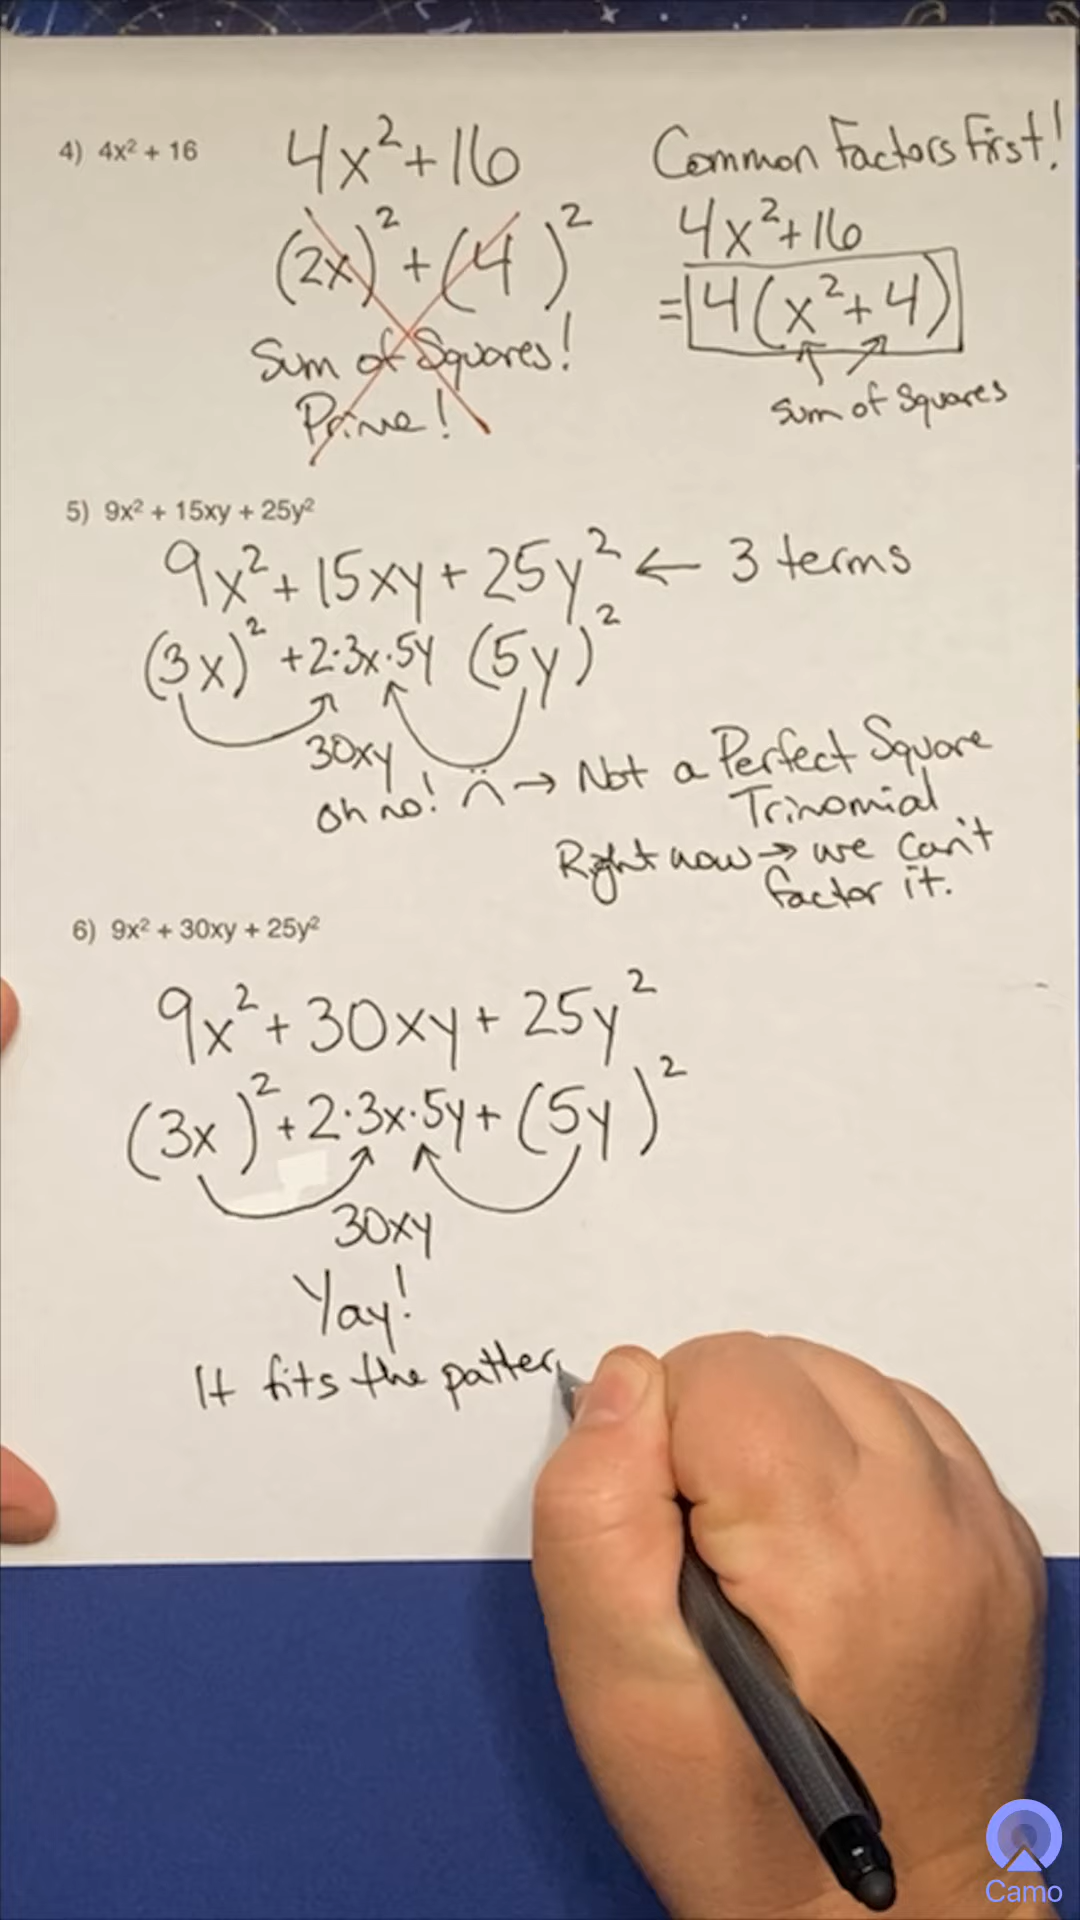 4) 4x² + 16
4x² + 16
(2x)² + (4)²
Sum of Squares!
Prime!
Common Factors First!
4x² + 16
= 4(x² + 4)
sum of squares
5) 9x² + 15xy + 25y²
9x² + 15xy + 25y² ← 3 terms
(3x)² + 2·3x·5y (5y)²
30xy
oh no! ☹ → Not a Perfect Square
Trinomial
Right now → we can't
factor it.
6) 9x² + 30xy + 25y²
9x² + 30xy + 25y²
(3x)² + 2·3x·5y + (5y)²
30xy
Yay!
It fits the patter
Camo